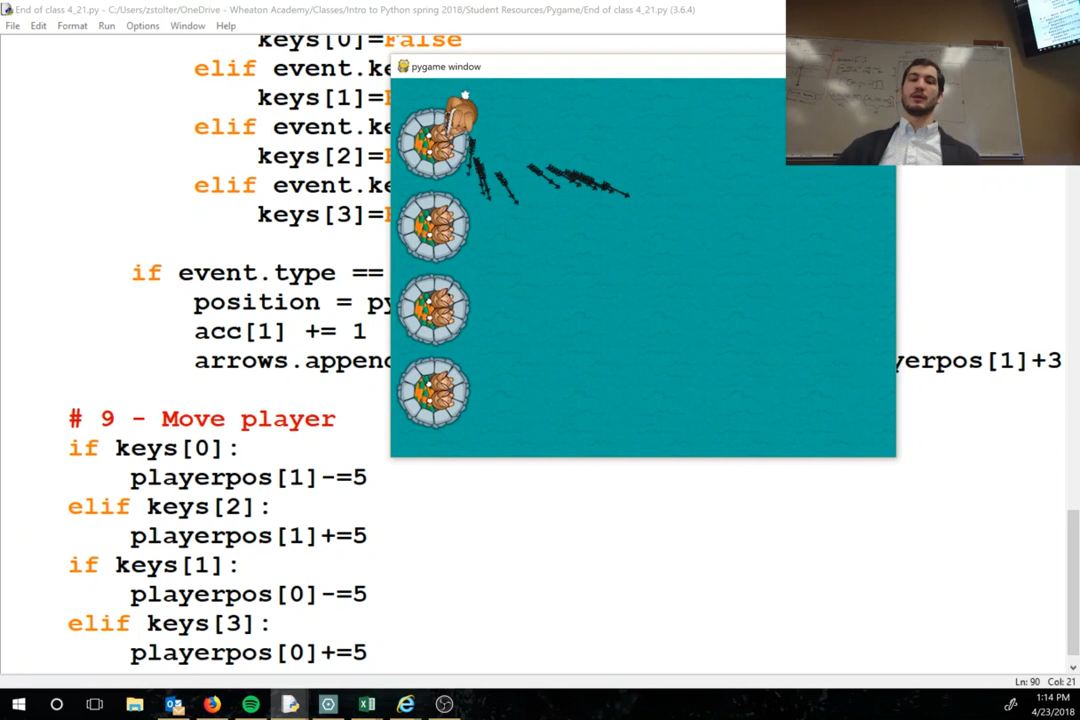 End of class 4_21.py - C:/Users/zstolter/OneDrive - Wheaton Academy/Classes/Intro to Python spring 2018/Student Resources/Pygame/End of class 4_21.py (3.6.4)
File Edit Format Run Options Window Help
keys[0]=False
pygame window
elif event.ke
keys[1]=
elif event.ke
keys[2]=
elif event.ke
keys[3]=
if event.type ==
position = py
acc[1] += 1
arrows.append
yerpos[1]+3
# 9 - Move player
if keys[0]:
playerpos[1]-=5
elif keys[2]:
playerpos[1]+=5
if keys[1]:
playerpos[0]-=5
elif keys[3]:
playerpos[0]+=5
Ln: 90 Col: 21
1:14 PM
4/23/2018